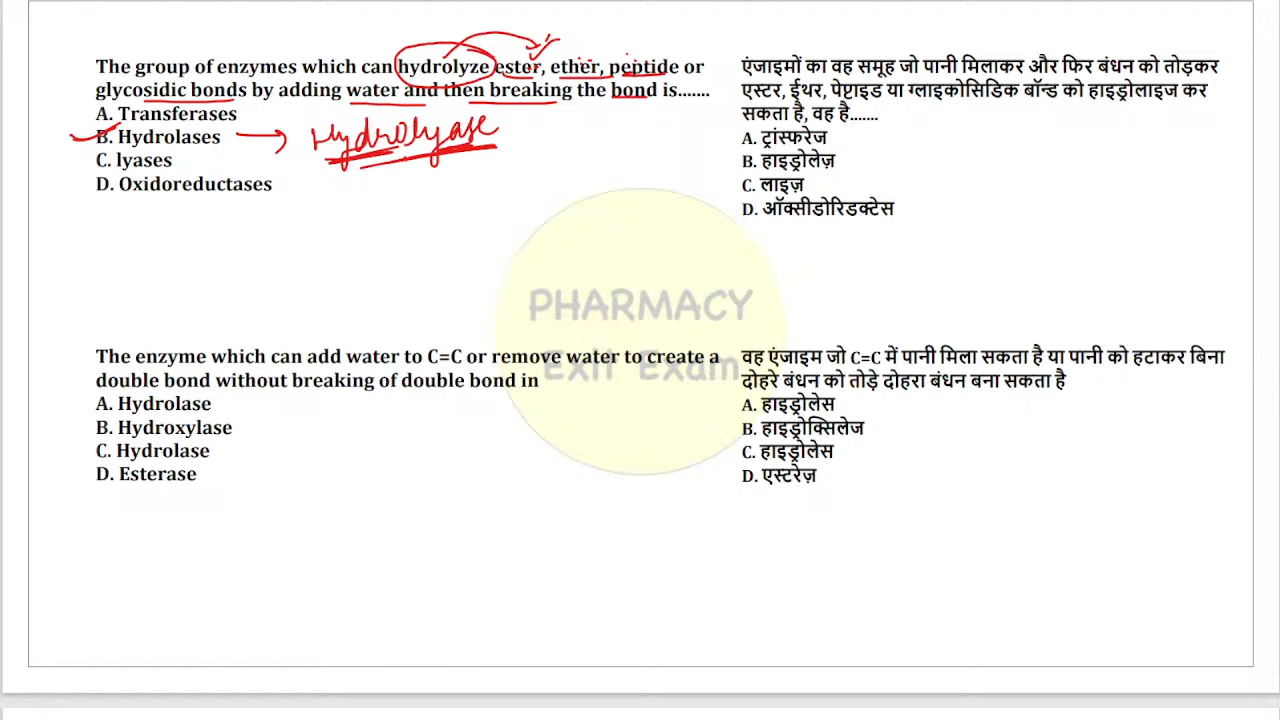 The group of enzymes which can hydrolyze ester, ether, peptide or
glycosidic bonds by adding water and then breaking the bond is.......
A. Transferases
B. Hydrolases
Hydrolyase
C. lyases
D. Oxidoreductases
एंजाइमों का वह समूह जो पानी मिलाकर और फिर बंधन को तोड़कर
एस्टर, ईथर, पेप्टाइड या ग्लाइकोसिडिक बॉन्ड को हाइड्रोलाइज कर
सकता है, वह है.......
A. ट्रांस्फरेज
B. हाइड्रोलेज़
C. लाइज़
D. ऑक्सीडोरिडक्टेस
PHARMACY
Exit Exam
The enzyme which can add water to C=C or remove water to create a
double bond without breaking of double bond in
A. Hydrolase
B. Hydroxylase
C. Hydrolase
D. Esterase
वह एंजाइम जो C=C में पानी मिला सकता है या पानी को हटाकर बिना
दोहरे बंधन को तोड़े दोहरा बंधन बना सकता है
A. हाइड्रोलेस
B. हाइड्रोक्सिलेज
C. हाइड्रोलेस
D. एस्टरेज़